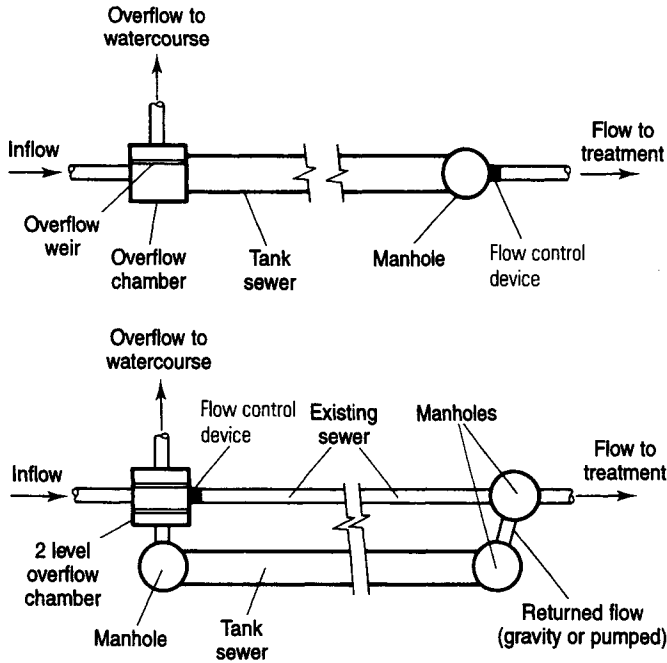 Overflow to
watercourse
Inflow
Flow to
treatment
Overflow
weir
Overflow
chamber
Tank
sewer
Manhole
Flow control
device
Overflow to
watercourse
Flow control
device
Existing
sewer
Manholes
Inflow
Flow to
treatment
2 level
overflow
chamber
Manhole
Tank
sewer
Returned flow
(gravity or pumped)